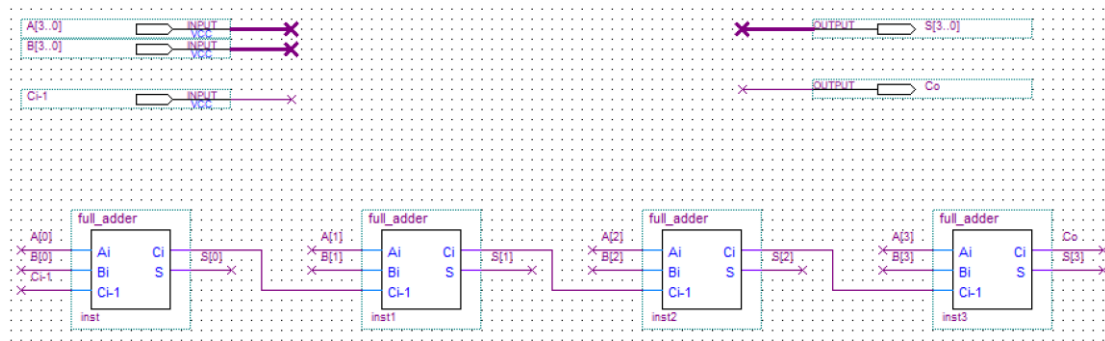 A[3..0] INPUT VCC OUTPUT S[3..0]
B[3..0] INPUT VCC
Ci-1 INPUT VCC OUTPUT Co
full_adder full_adder full_adder full_adder
A[0] Ai Ci A[1] Ai Ci A[2] Ai Ci A[3] Ai Ci Co
B[0] Bi S S[0] B[1] Bi S S[1] B[2] Bi S S[2] B[3] Bi S S[3]
Ci-1 Ci-1 Ci-1 Ci-1 Ci-1
inst inst1 inst2 inst3